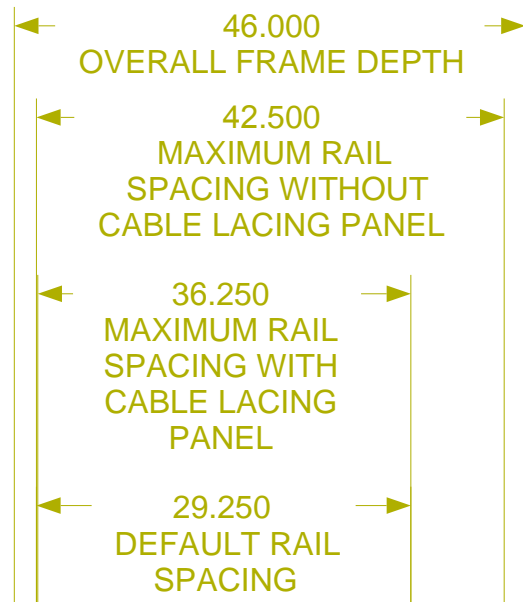 46.000
OVERALL FRAME DEPTH
42.500
MAXIMUM RAIL
SPACING WITHOUT
CABLE LACING PANEL
36.250
MAXIMUM RAIL
SPACING WITH
CABLE LACING
PANEL
29.250
DEFAULT RAIL
SPACING